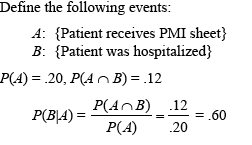 Define the following events:
A: {Patient receives PMI sheet}
B: {Patient was hospitalized}
P(A) = .20, P(A ∩ B) = .12
P(B|A) = P(A ∩ B) / P(A) = .12 / .20 = .60